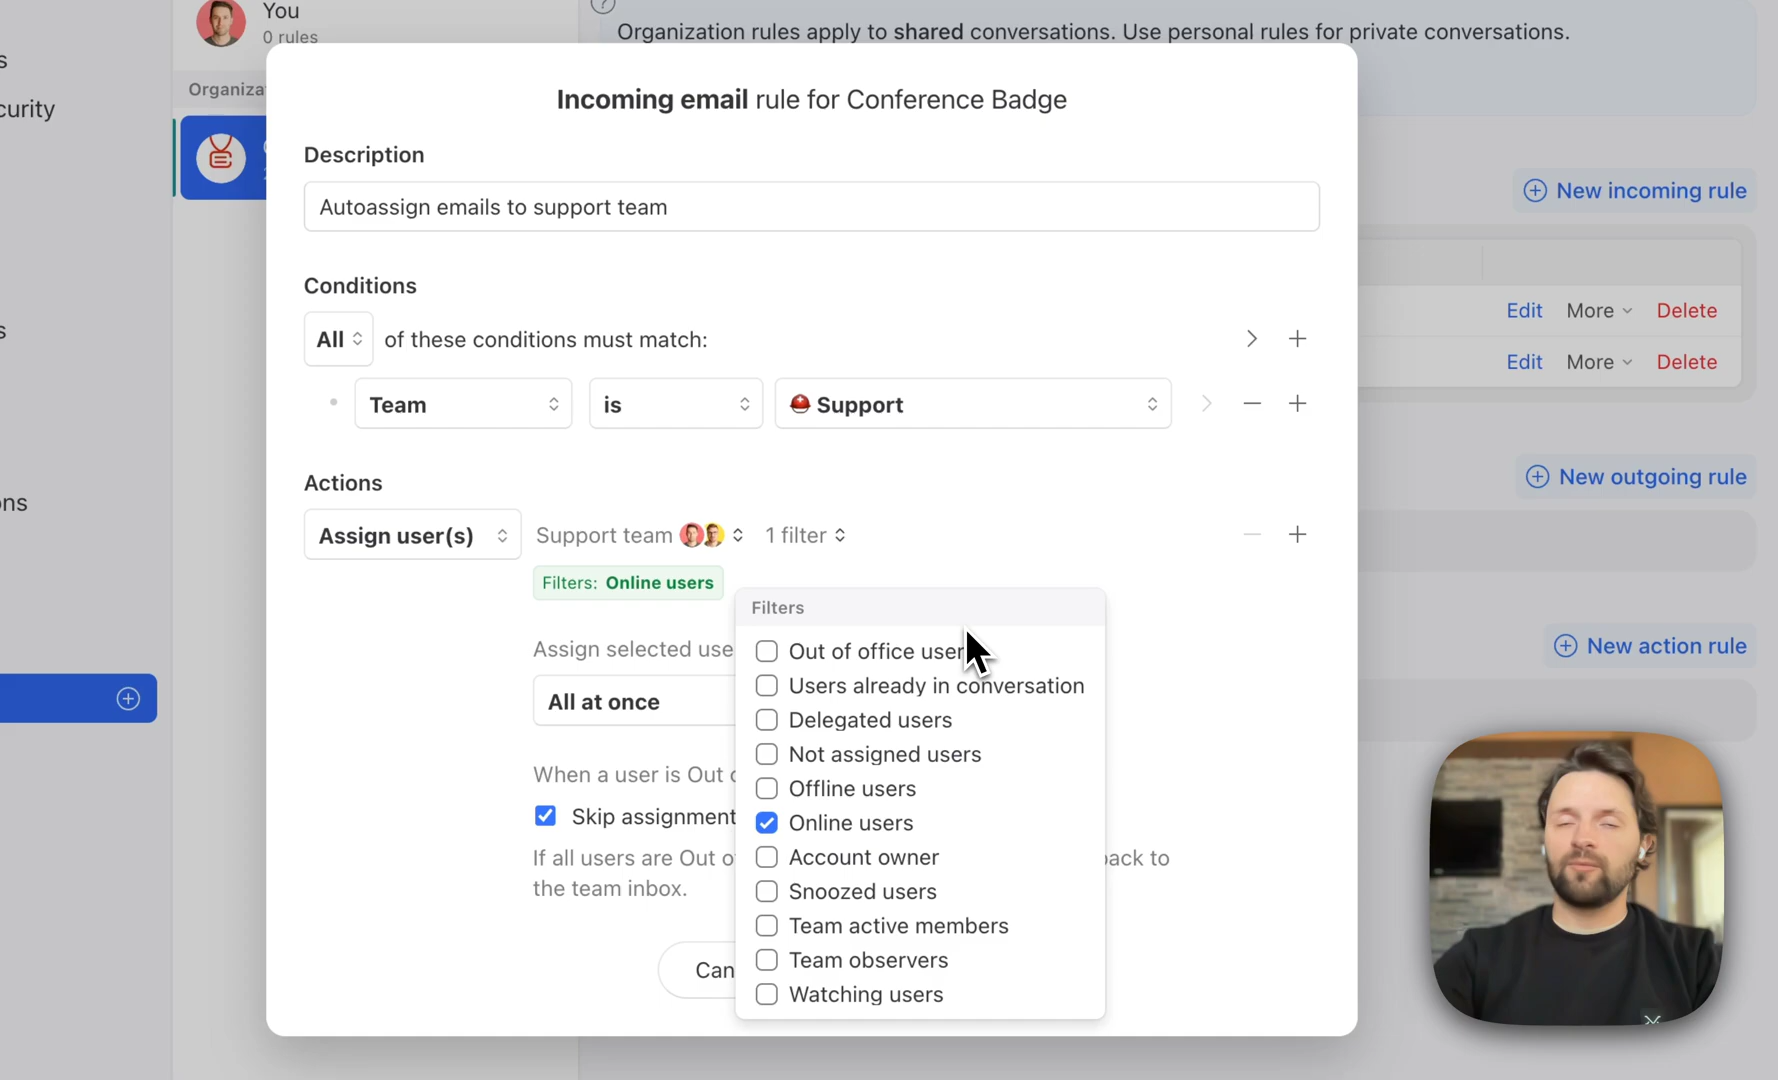 You
0 rules
Organization rules apply to shared conversations. Use personal rules for private conversations.
Incoming email rule for Conference Badge
Description
Autoassign emails to support team
New incoming rule
Conditions
All of these conditions must match:
Edit More Delete
Edit More Delete
Team is Support
New outgoing rule
Actions
Assign user(s) Support team 1 filter
Filters: Online users
Filters
Assign selected use
Out of office user
New action rule
Users already in conversation
All at once
Delegated users
Not assigned users
When a user is Out o
Offline users
Skip assignment
Online users
If all users are Out o
Account owner
back to
the team inbox.
Snoozed users
Team active members
Team observers
Can
Watching users